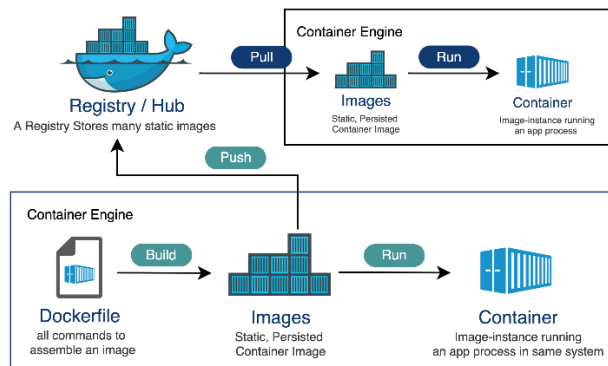 Container Engine
Pull
Run
Registry / Hub
A Registry Stores many static images
Images
Static, Persisted
Container Image
Container
Image-instance running
an app process
Push
Container Engine
Build
Run
Dockerfile
all commands to
assemble an image
Images
Static, Persisted
Container Image
Container
Image-instance running
an app process in same system